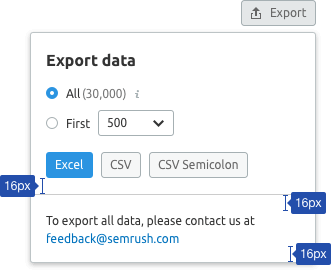 Export
Export data
All (30,000) i
First 500
Excel CSV CSV Semicolon
16px
16px
To export all data, please contact us at
feedback@semrush.com
16px